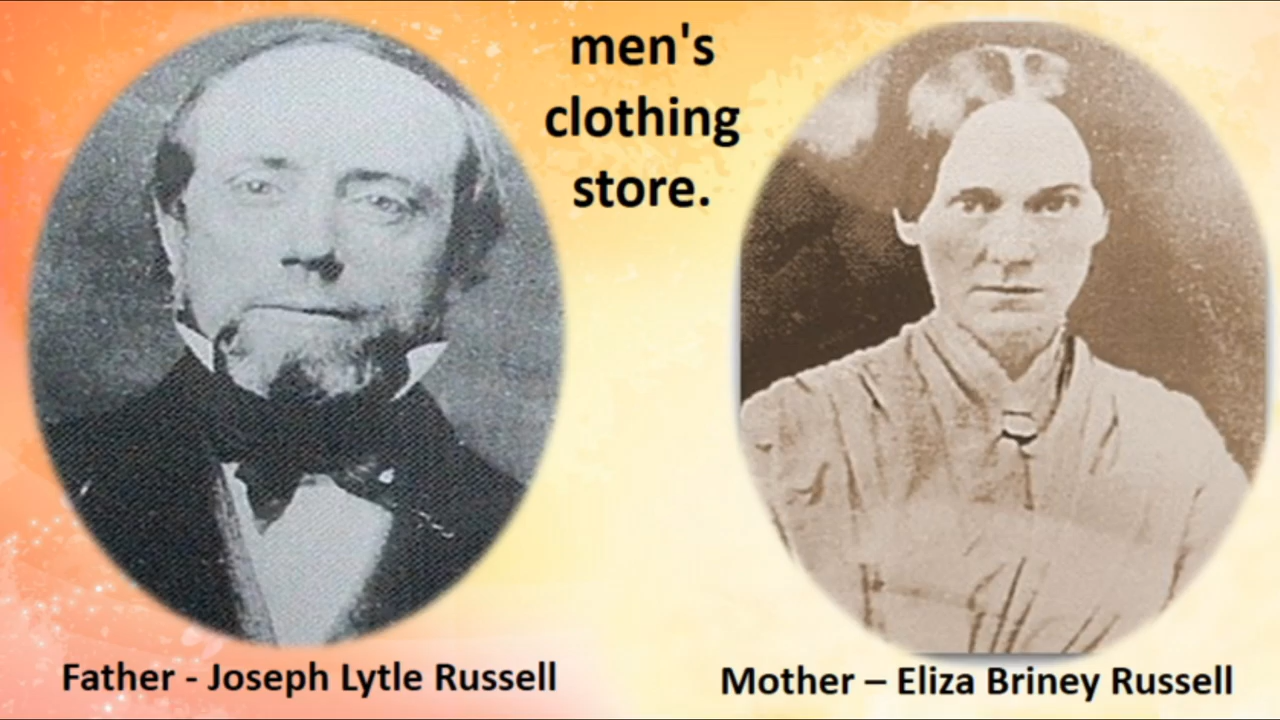 men's
clothing
store.
Father - Joseph Lytle Russell
Mother – Eliza Briney Russell